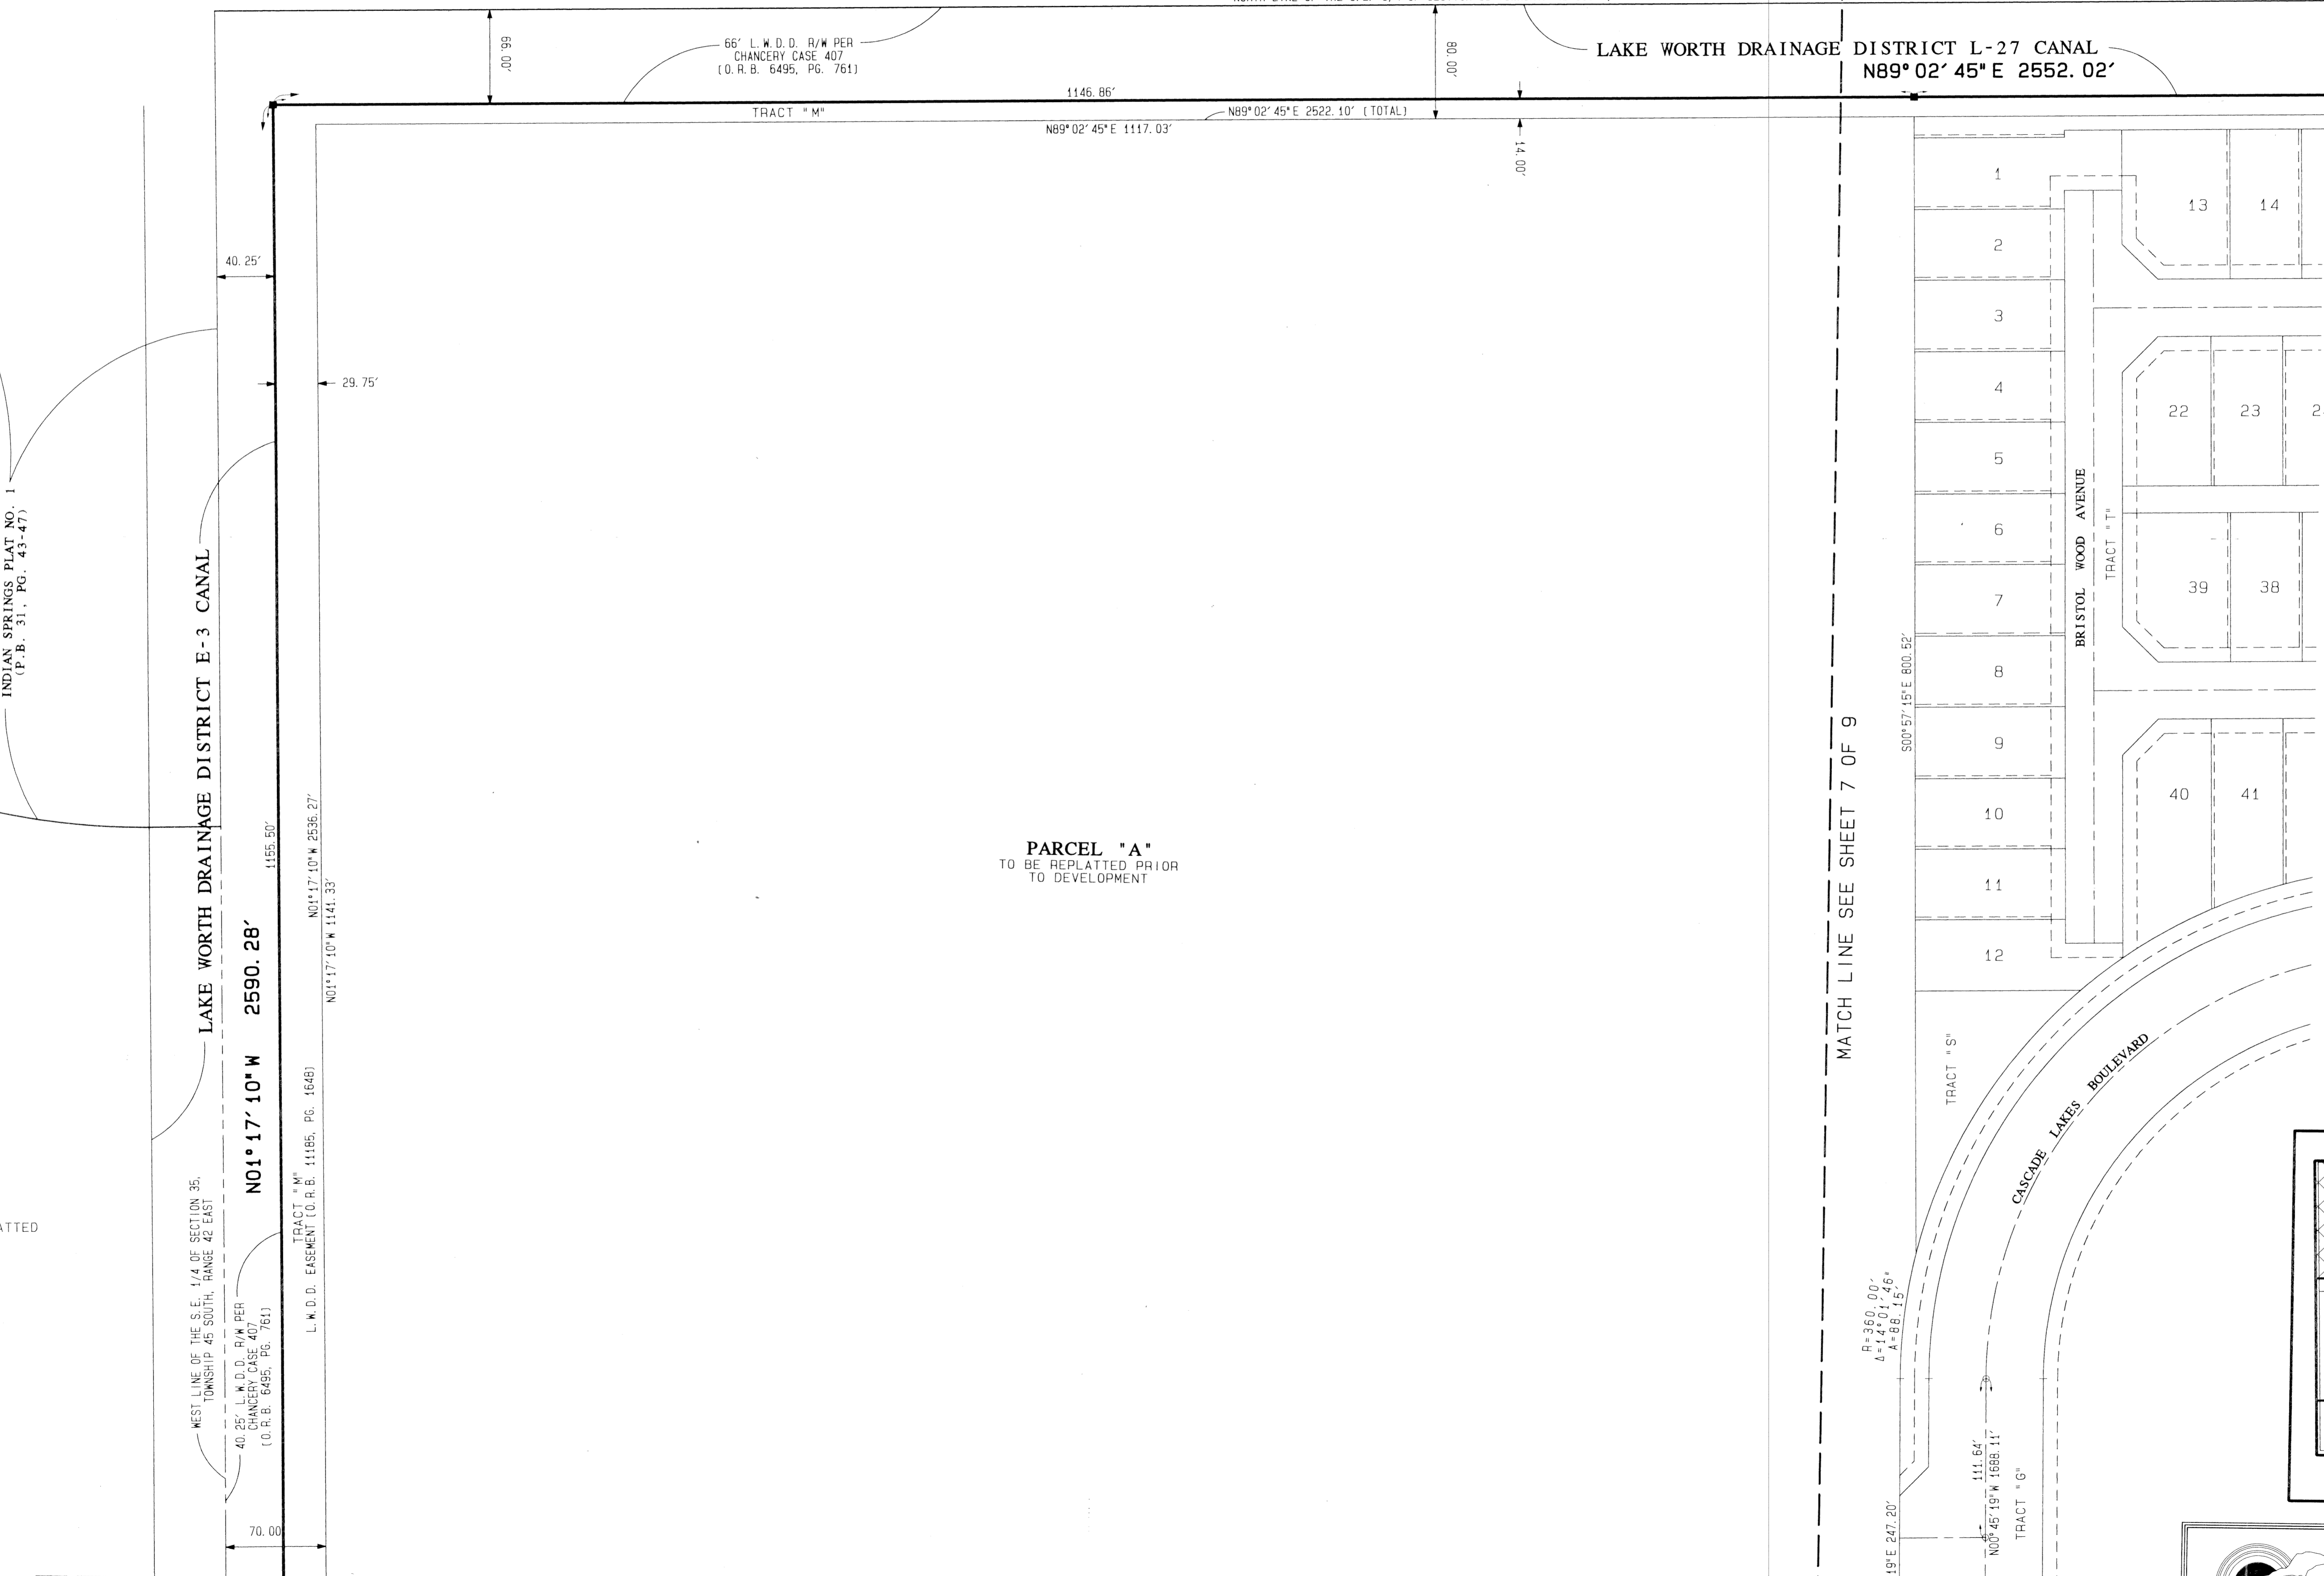 66' L.W.D.D. R/W PER
CHANCERY CASE 407
(O.R.B. 6495, PG. 761)
66.00'
80.00'
LAKE WORTH DRAINAGE DISTRICT L-27 CANAL
N89°02'45"E 2552.02'
1146.86'
TRACT "M"
N89°02'45"E 2522.10' (TOTAL)
N89°02'45"E 1117.03'
14.00'
40.25'
29.75'
INDIAN SPRINGS PLAT NO. 1
(P.B. 31, PG. 43-47)
LAKE WORTH DRAINAGE DISTRICT E-3 CANAL
N01°17'10"W 2590.28'
1155.50'
N01°17'10"W 2536.27'
N01°17'10"W 1141.33'
TRACT "M"
L.W.D.D. EASEMENT (O.R.B. 11185, PG. 1648)
WEST LINE OF THE S.E. 1/4 OF SECTION 35,
TOWNSHIP 45 SOUTH, RANGE 42 EAST
40.25' L.W.D.D. R/W PER
CHANCERY CASE 407
(O.R.B. 6495, PG. 761)
70.00
ATTED
PARCEL "A"
TO BE REPLATTED PRIOR
TO DEVELOPMENT
MATCH LINE SEE SHEET 7 OF 9
S00°57'15"E 800.52'
1
2
3
4
5
6
7
8
9
10
11
12
BRISTOL WOOD AVENUE
TRACT "T"
13
14
22
23
2
39
38
40
41
TRACT "S"
CASCADE LAKES BOULEVARD
R=360.00'
Δ=14°01'46"
A=88.15'
111.64'
N00°45'19"W 1688.11'
TRACT "G"
19"E 247.20'